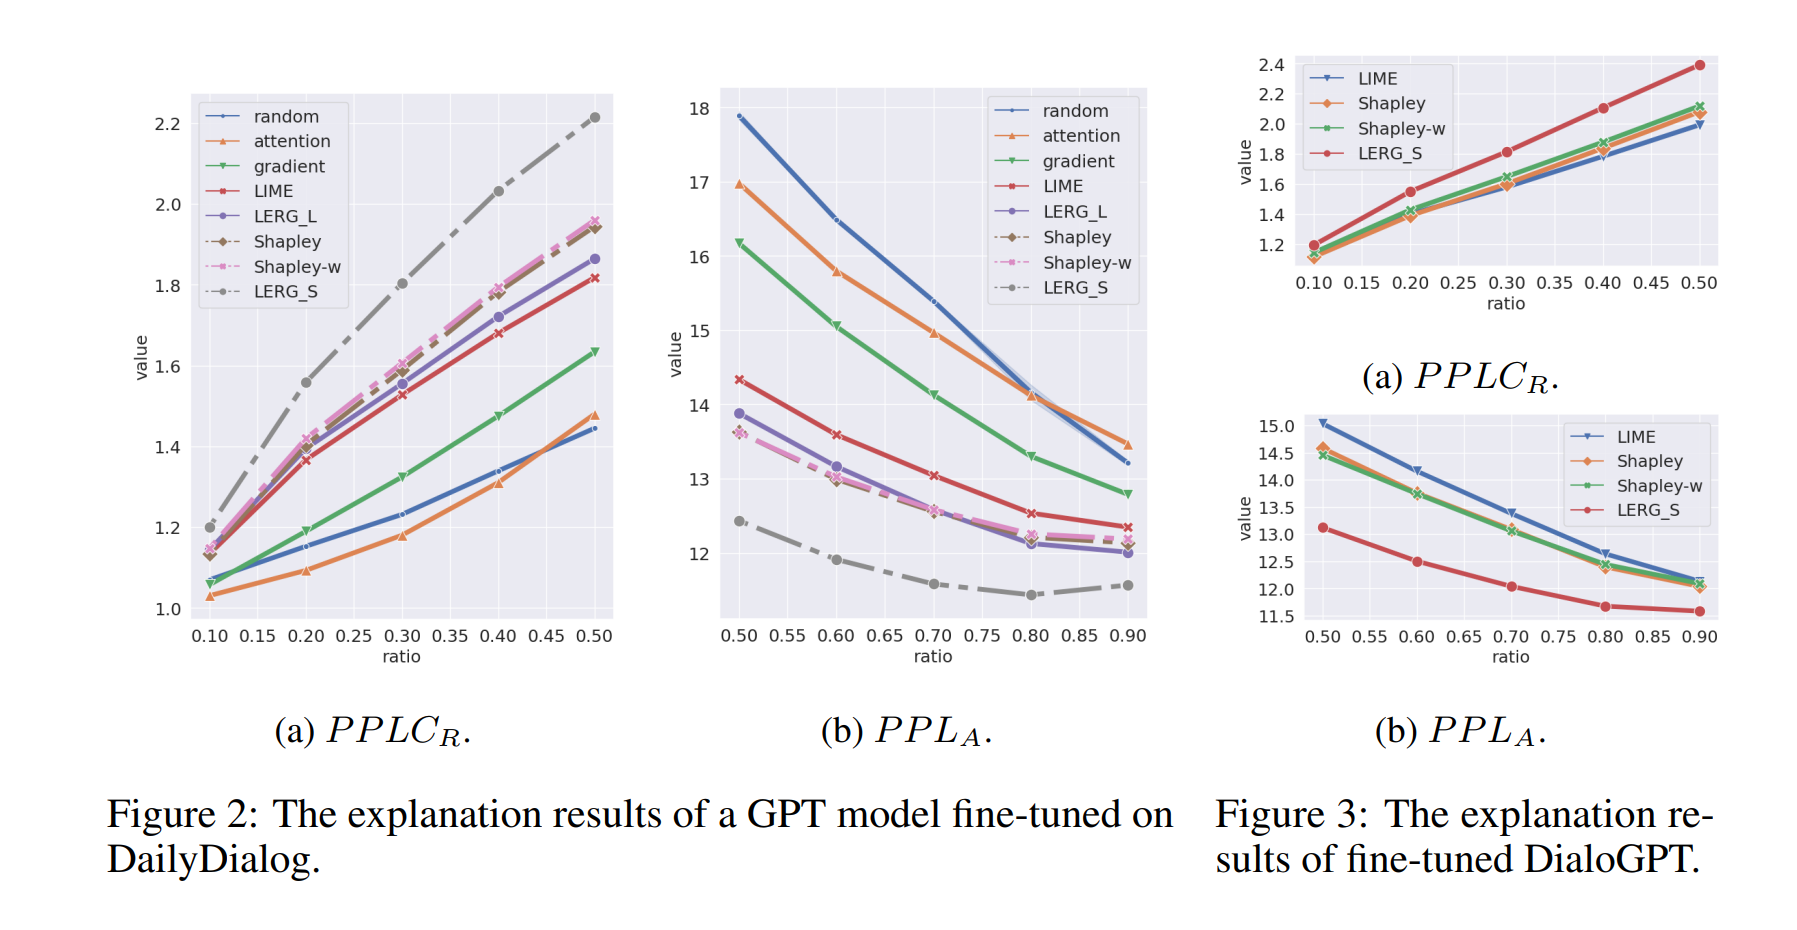 random
attention
gradient
LIME
LERG_L
Shapley
Shapley-w
LERG_S
value
2.2
2.0
1.8
1.6
1.4
1.2
1.0
0.10 0.15 0.20 0.25 0.30 0.35 0.40 0.45 0.50
ratio
(a) PPLC_R.
random
attention
gradient
LIME
LERG_L
Shapley
Shapley-w
LERG_S
value
18
17
16
15
14
13
12
0.50 0.55 0.60 0.65 0.70 0.75 0.80 0.85 0.90
ratio
(b) PPL_A.
Figure 2: The explanation results of a GPT model fine-tuned on
DailyDialog.
LIME
Shapley
Shapley-w
LERG_S
value
2.4
2.2
2.0
1.8
1.6
1.4
1.2
0.10 0.15 0.20 0.25 0.30 0.35 0.40 0.45 0.50
ratio
(a) PPLC_R.
LIME
Shapley
Shapley-w
LERG_S
value
15.0
14.5
14.0
13.5
13.0
12.5
12.0
11.5
0.50 0.55 0.60 0.65 0.70 0.75 0.80 0.85 0.90
ratio
(b) PPL_A.
Figure 3: The explanation re-
sults of fine-tuned DialoGPT.